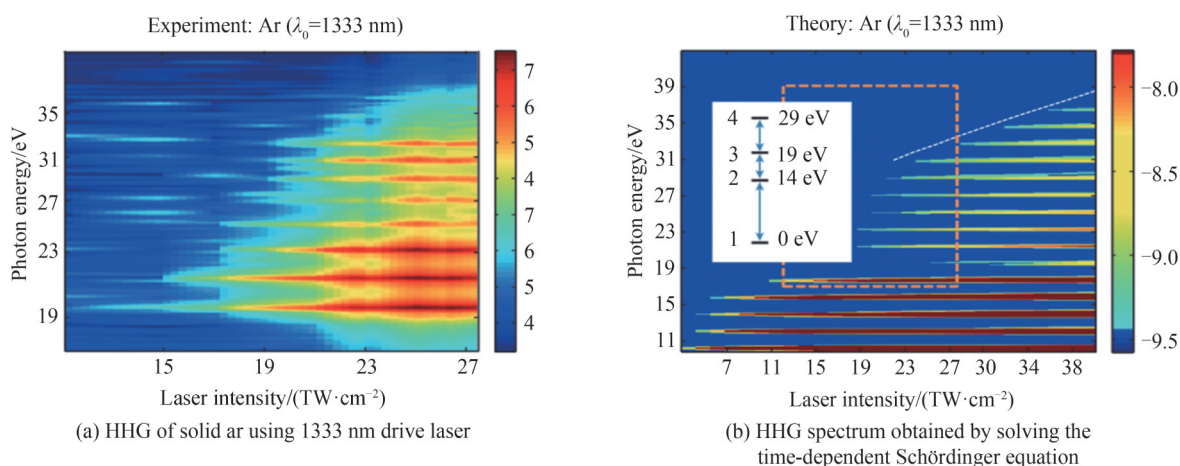 Experiment: Ar (λ₀=1333 nm)
Photon energy/eV
35
31
27
23
19
15
19
23
27
Laser intensity/(TW·cm⁻²)
7
6
5
4
(a) HHG of solid ar using 1333 nm drive laser
Theory: Ar (λ₀=1333 nm)
Photon energy/eV
39
35
31
27
23
19
15
11
4 29 eV
3 19 eV
2 14 eV
1 0 eV
7
11
15
19
23
27
30
34
38
Laser intensity/(TW·cm⁻²)
−8.0
−8.5
−9.0
−9.5
(b) HHG spectrum obtained by solving the
time-dependent Schördinger equation